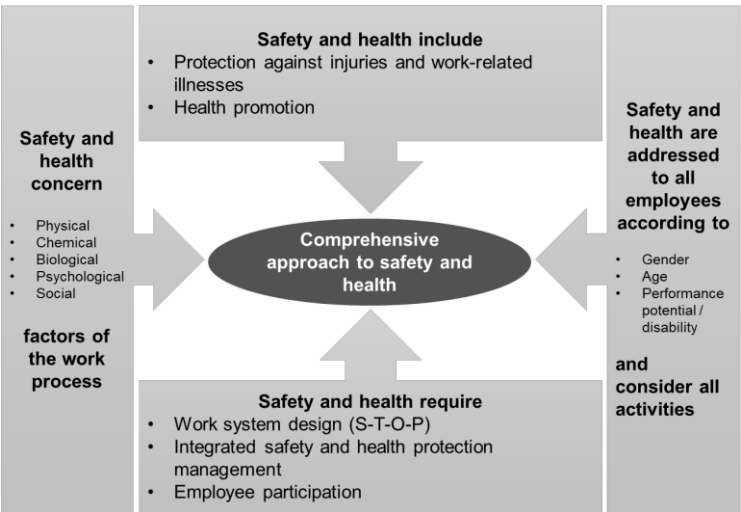 Safety and health include
• Protection against injuries and work-related
illnesses
• Health promotion
Safety and
health
concern
• Physical
• Chemical
• Biological
• Psychological
• Social
factors of
the work
process
Comprehensive
approach to safety and
health
Safety and
health are
addressed
to all
employees
according to
• Gender
• Age
• Performance
potential /
disability
and
consider all
activities
Safety and health require
• Work system design (S-T-O-P)
• Integrated safety and health protection
management
• Employee participation